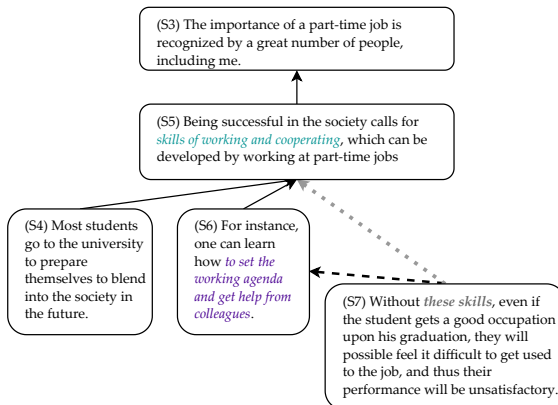 (S3) The importance of a part-time job is
recognized by a great number of people,
including me.
(S5) Being successful in the society calls for
skills of working and cooperating, which can be
developed by working at part-time jobs
(S4) Most students
go to the university
to prepare
themselves to blend
into the society in
the future.
(S6) For instance,
one can learn
how to set the
working agenda
and get help from
colleagues.
(S7) Without these skills, even if
the student gets a good occupation
upon his graduation, they will
possible feel it difficult to get used
to the job, and thus their
performance will be unsatisfactory.